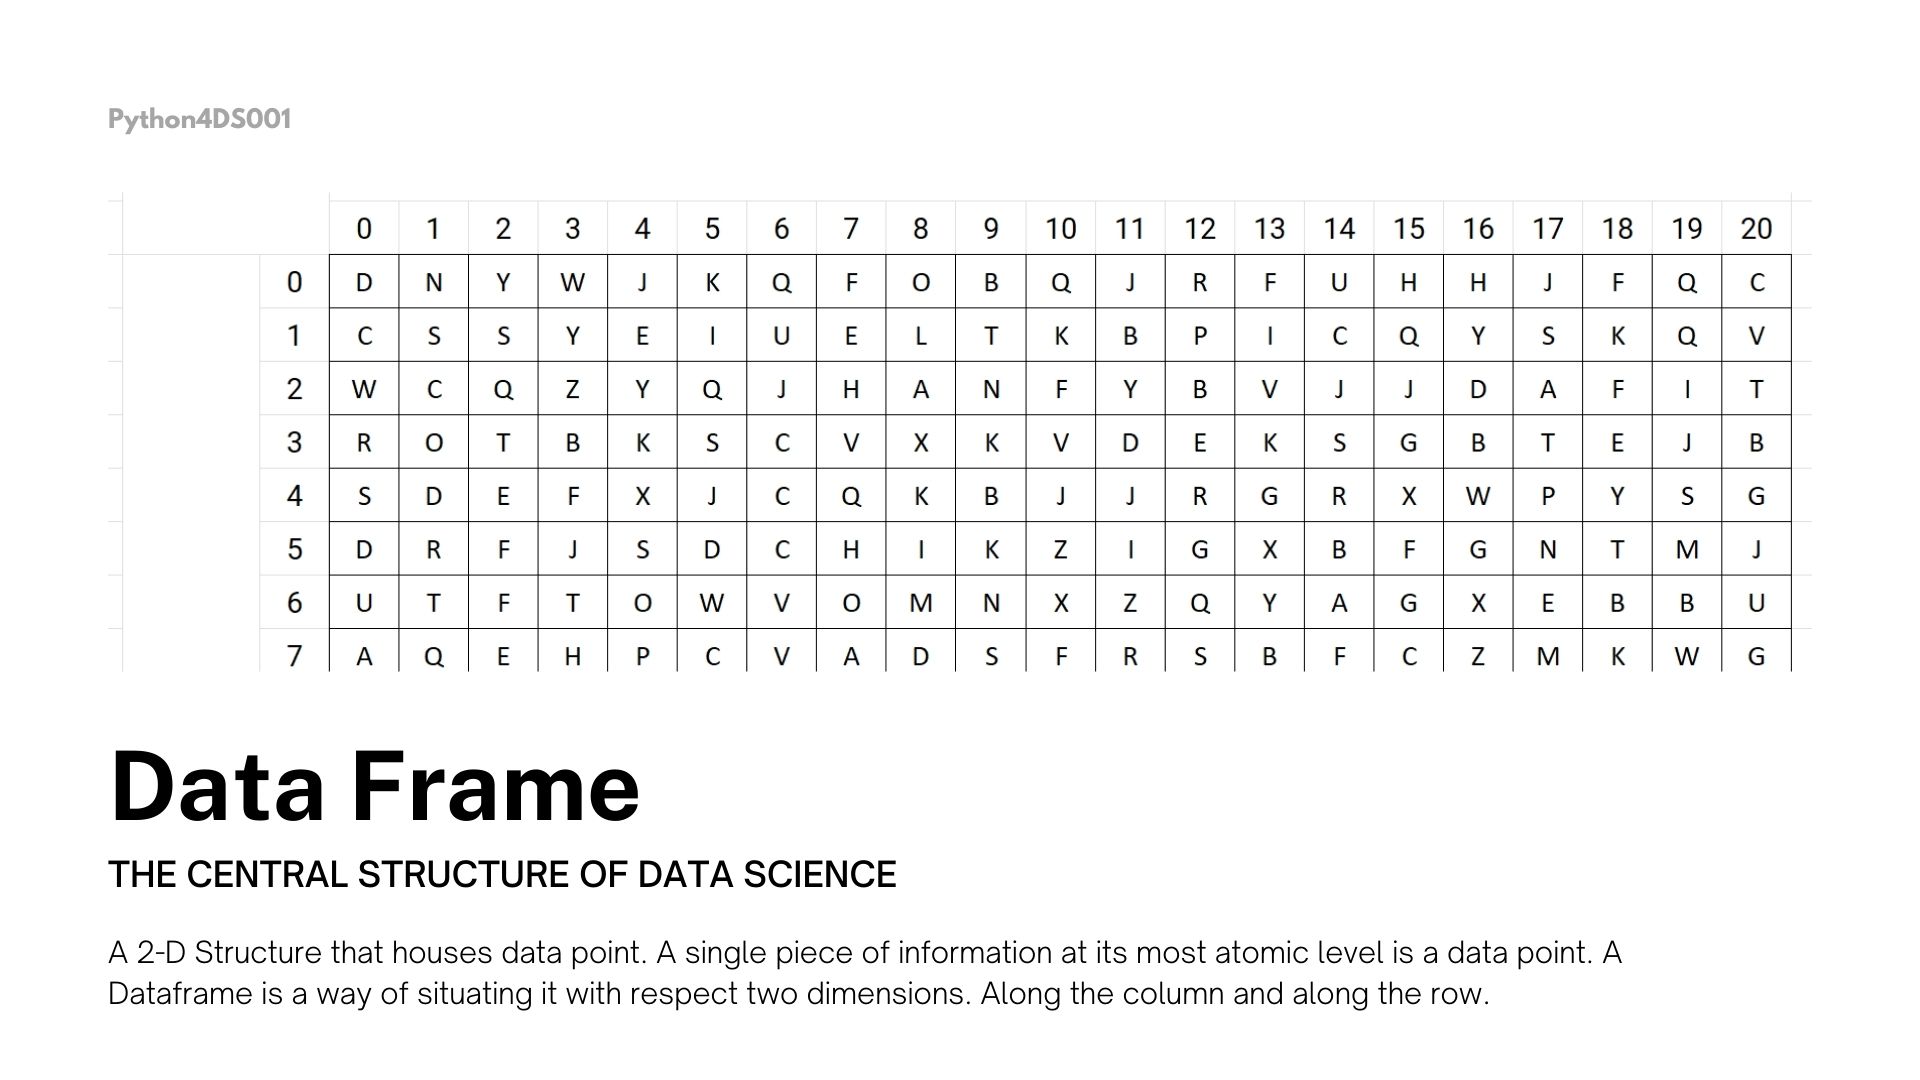 Python4DS001
0 1 2 3 4 5 6 7 8 9 10 11 12 13 14 15 16 17 18 19 20
0 D N Y W J K Q F O B Q J R F U H H J F Q C
1 C S S Y E I U E L T K B P I C Q Y S K Q V
2 W C Q Z Y Q J H A N F Y B V J J D A F I T
3 R O T B K S C V X K V D E K S G B T E J B
4 S D E F X J C Q K B J J R G R X W P Y S G
5 D R F J S D C H I K Z I G X B F G N T M J
6 U T F T O W V O M N X Z Q Y A G X E B B U
7 A Q E H P C V A D S F R S B F C Z M K W G
Data Frame
THE CENTRAL STRUCTURE OF DATA SCIENCE
A 2-D Structure that houses data point. A single piece of information at its most atomic level is a data point. A
Dataframe is a way of situating it with respect two dimensions. Along the column and along the row.